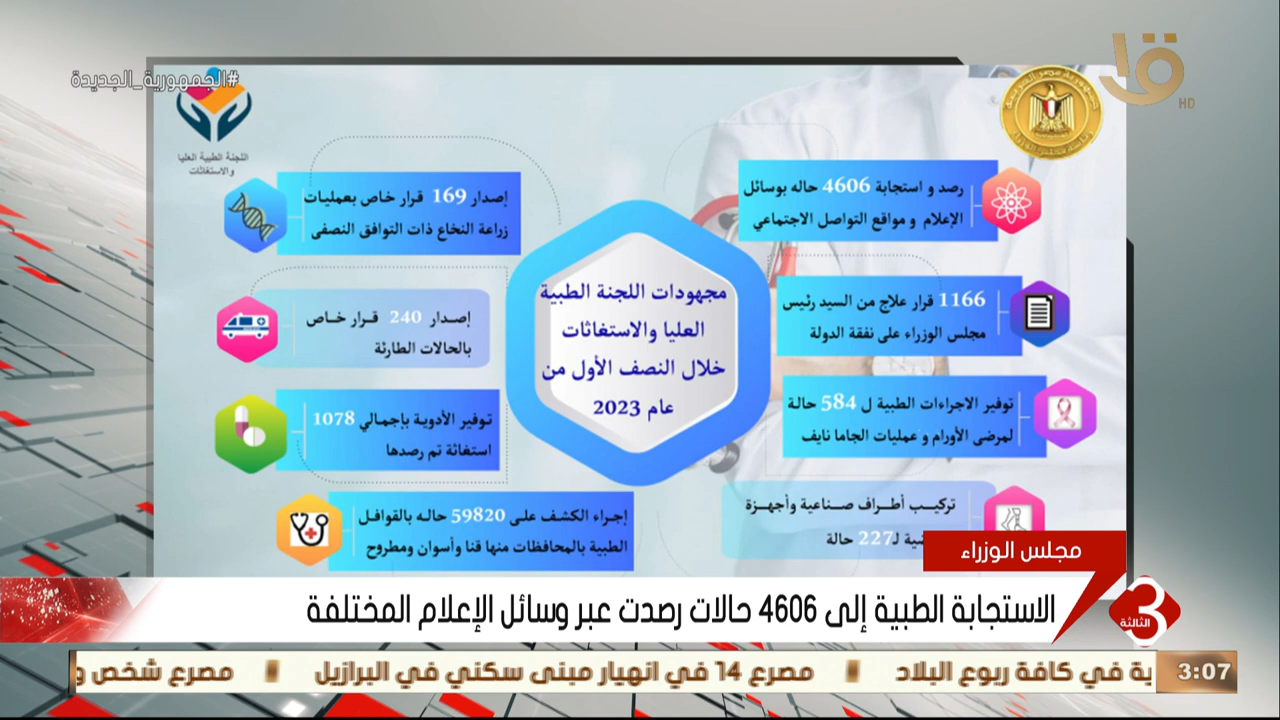 #الجمهورية_الجديدة
HD
اللجنة الطبية العليا
والاستغاثات
رصد و استجابة 4606 حاله بوسائل
الإعلام و مواقع التواصل الاجتماعي
1166 قرار علاج من السيد رئيس
مجلس الوزراء على نفقة الدولة
توفير الاجراءات الطبية ل 584 حالة
لمرضى الأورام و عمليات الجاما نايف
تركيب أطراف صناعية وأجهزة
ل227 حالة
مجهودات اللجنة الطبية
العليا والاستغاثات
خلال النصف الأول من
عام 2023
إصدار 169 قرار خاص بعمليات
زراعة النخاع ذات التوافق النصفى
إصدار 240 قرار خاص
بالحالات الطارئة
توفير الأدوية بإجمالي 1078
استغاثة تم رصدها
إجراء الكشف على 59820 حاله بالقوافل
الطبية بالمحافظات منها قنا وأسوان ومطروح
مجلس الوزراء
3 الثالثة
الاستجابة الطبية إلى 4606 حالات رصدت عبر وسائل الإعلام المختلفة
3:07
ية في كافة ربوع البلاد مصرع 14 في انهيار مبنى سكني في البرازيل مصرع شخص و